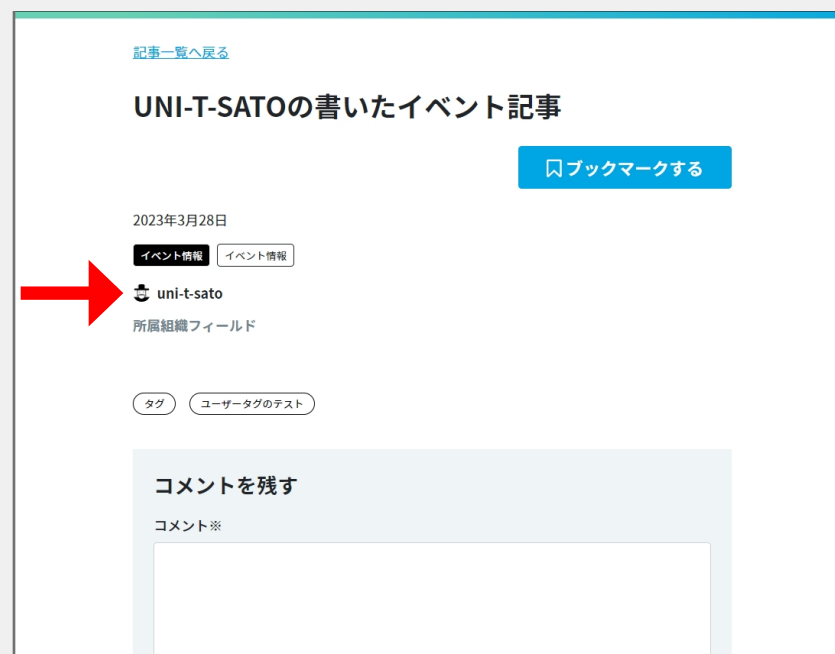 記事一覧へ戻る
UNI-T-SATOの書いたイベント記事
ブックマークする
2023年3月28日
イベント情報 イベント情報
uni-t-sato
所属組織フィールド
タグ ユーザータグのテスト
コメントを残す
コメント※